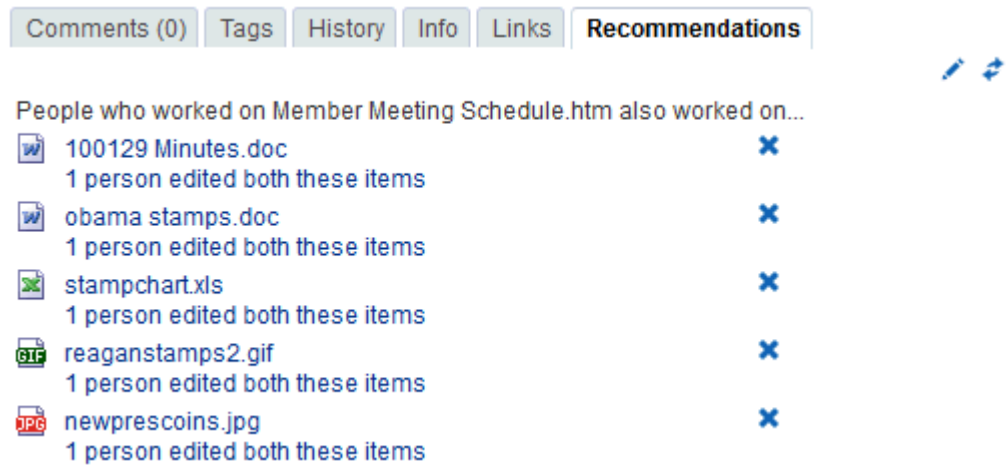 Comments (0) Tags History Info Links Recommendations
People who worked on Member Meeting Schedule.htm also worked on...
W 100129 Minutes.doc
1 person edited both these items
W obama stamps.doc
1 person edited both these items
X stampchart.xls
1 person edited both these items
GIF reaganstamps2.gif
1 person edited both these items
JPG newprescoins.jpg
1 person edited both these items